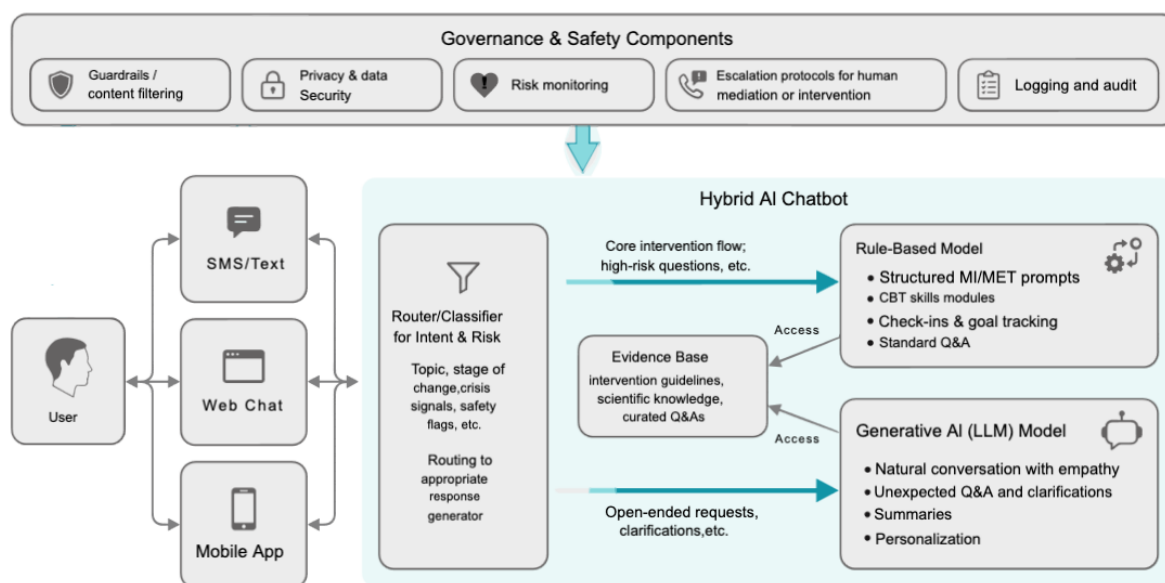 Governance & Safety Components
Guardrails /
content filtering
Privacy & data
Security
Risk monitoring
Escalation protocols for human
mediation or intervention
Logging and audit
User
SMS/Text
Web Chat
Mobile App
Hybrid AI Chatbot
Router/Classifier
for Intent & Risk
Topic, stage of
change,crisis
signals, safety
flags, etc.
Routing to
appropriate
response
generator
Core intervention flow;
high-risk questions, etc.
Evidence Base
intervention guidelines,
scientific knowledge,
curated Q&As
Access
Access
Open-ended requests,
clarifications,etc.
Rule-Based Model
• Structured MI/MET prompts
• CBT skills modules
• Check-ins & goal tracking
• Standard Q&A
Generative AI (LLM) Model
• Natural conversation with empathy
• Unexpected Q&A and clarifications
• Summaries
• Personalization